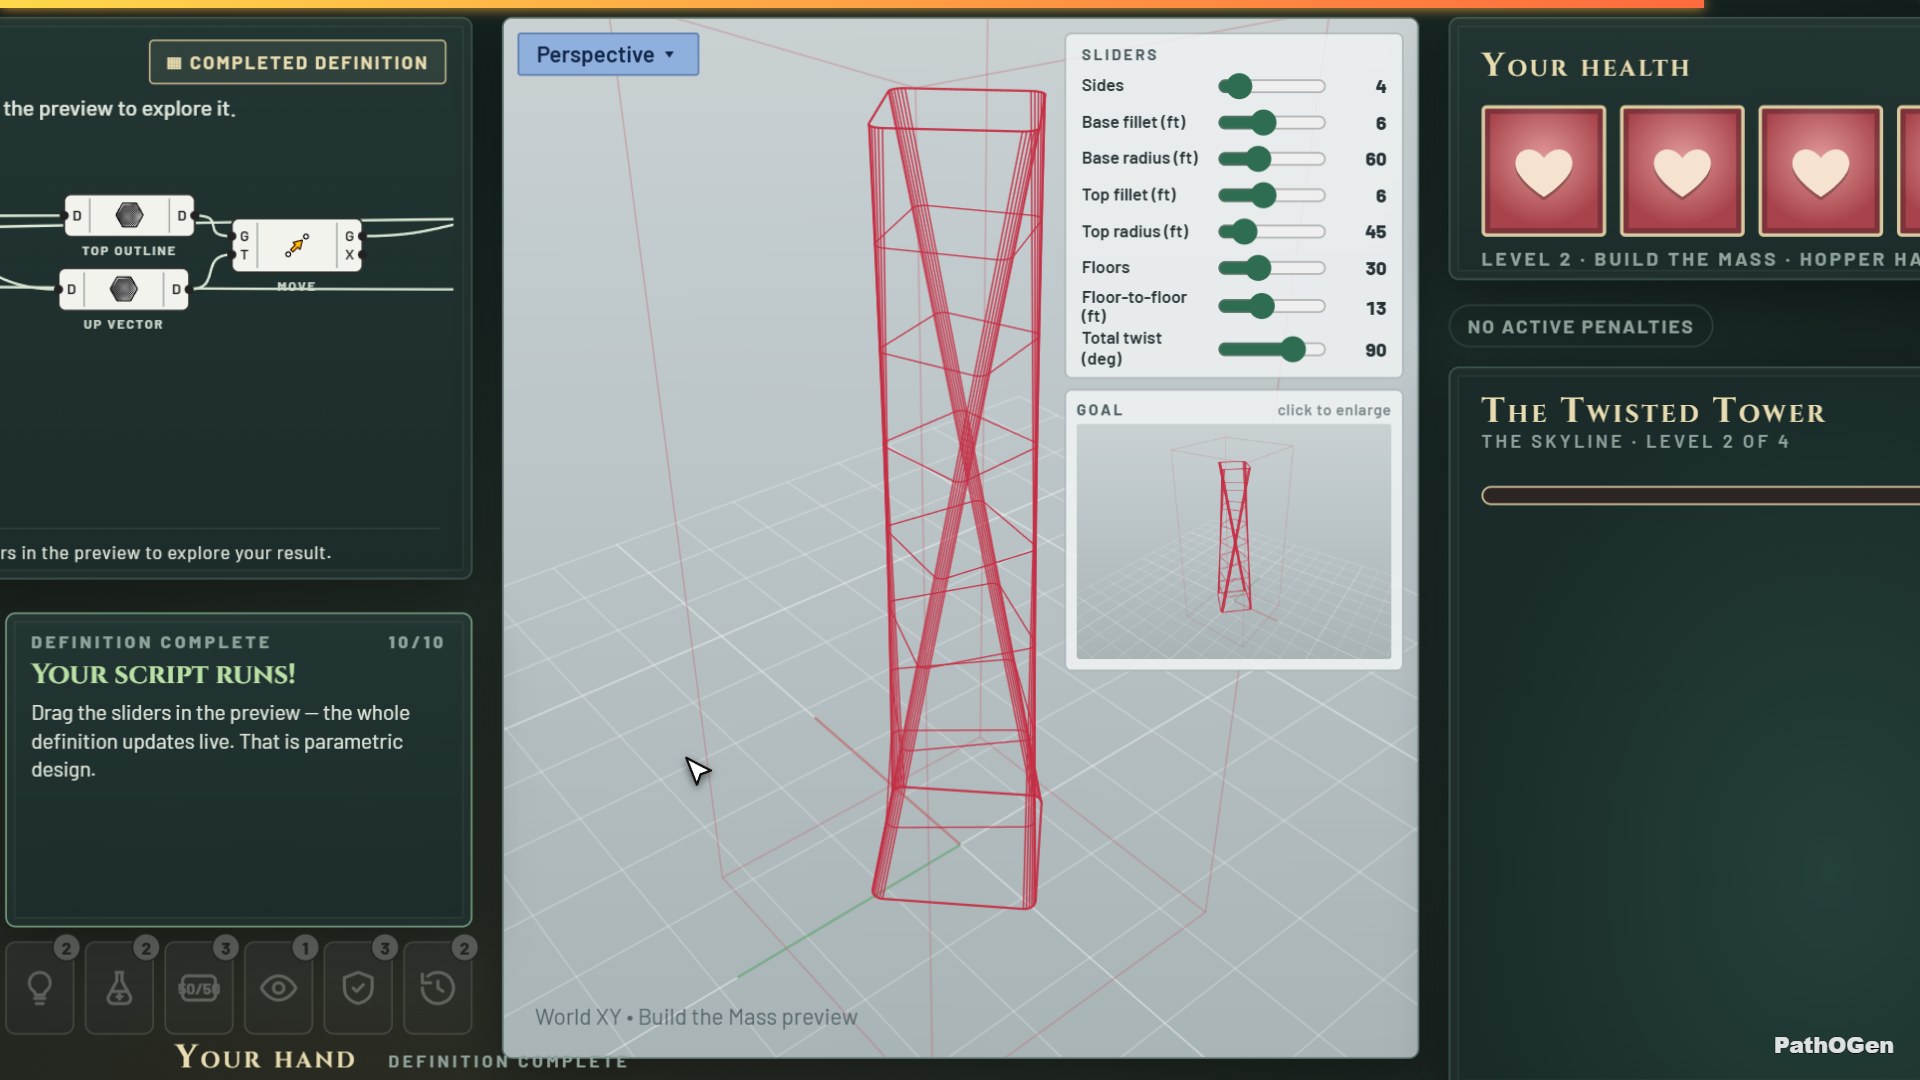 COMPLETED DEFINITION
the preview to explore it.
D D
TOP OUTLINE
G G
T X
MOVE
D D
UP VECTOR
rs in the preview to explore your result.
DEFINITION COMPLETE 10/10
YOUR SCRIPT RUNS!
Drag the sliders in the preview — the whole
definition updates live. That is parametric
design.
2 2 3 1 3 2
50/50
YOUR HAND DEFINITION COMPLETE
Perspective
SLIDERS
Sides 4
Base fillet (ft) 6
Base radius (ft) 60
Top fillet (ft) 6
Top radius (ft) 45
Floors 30
Floor-to-floor
(ft) 13
Total twist
(deg) 90
GOAL click to enlarge
World XY • Build the Mass preview
YOUR HEALTH
LEVEL 2 · BUILD THE MASS · HOPPER HA
NO ACTIVE PENALTIES
THE TWISTED TOWER
THE SKYLINE · LEVEL 2 OF 4
PathOGen